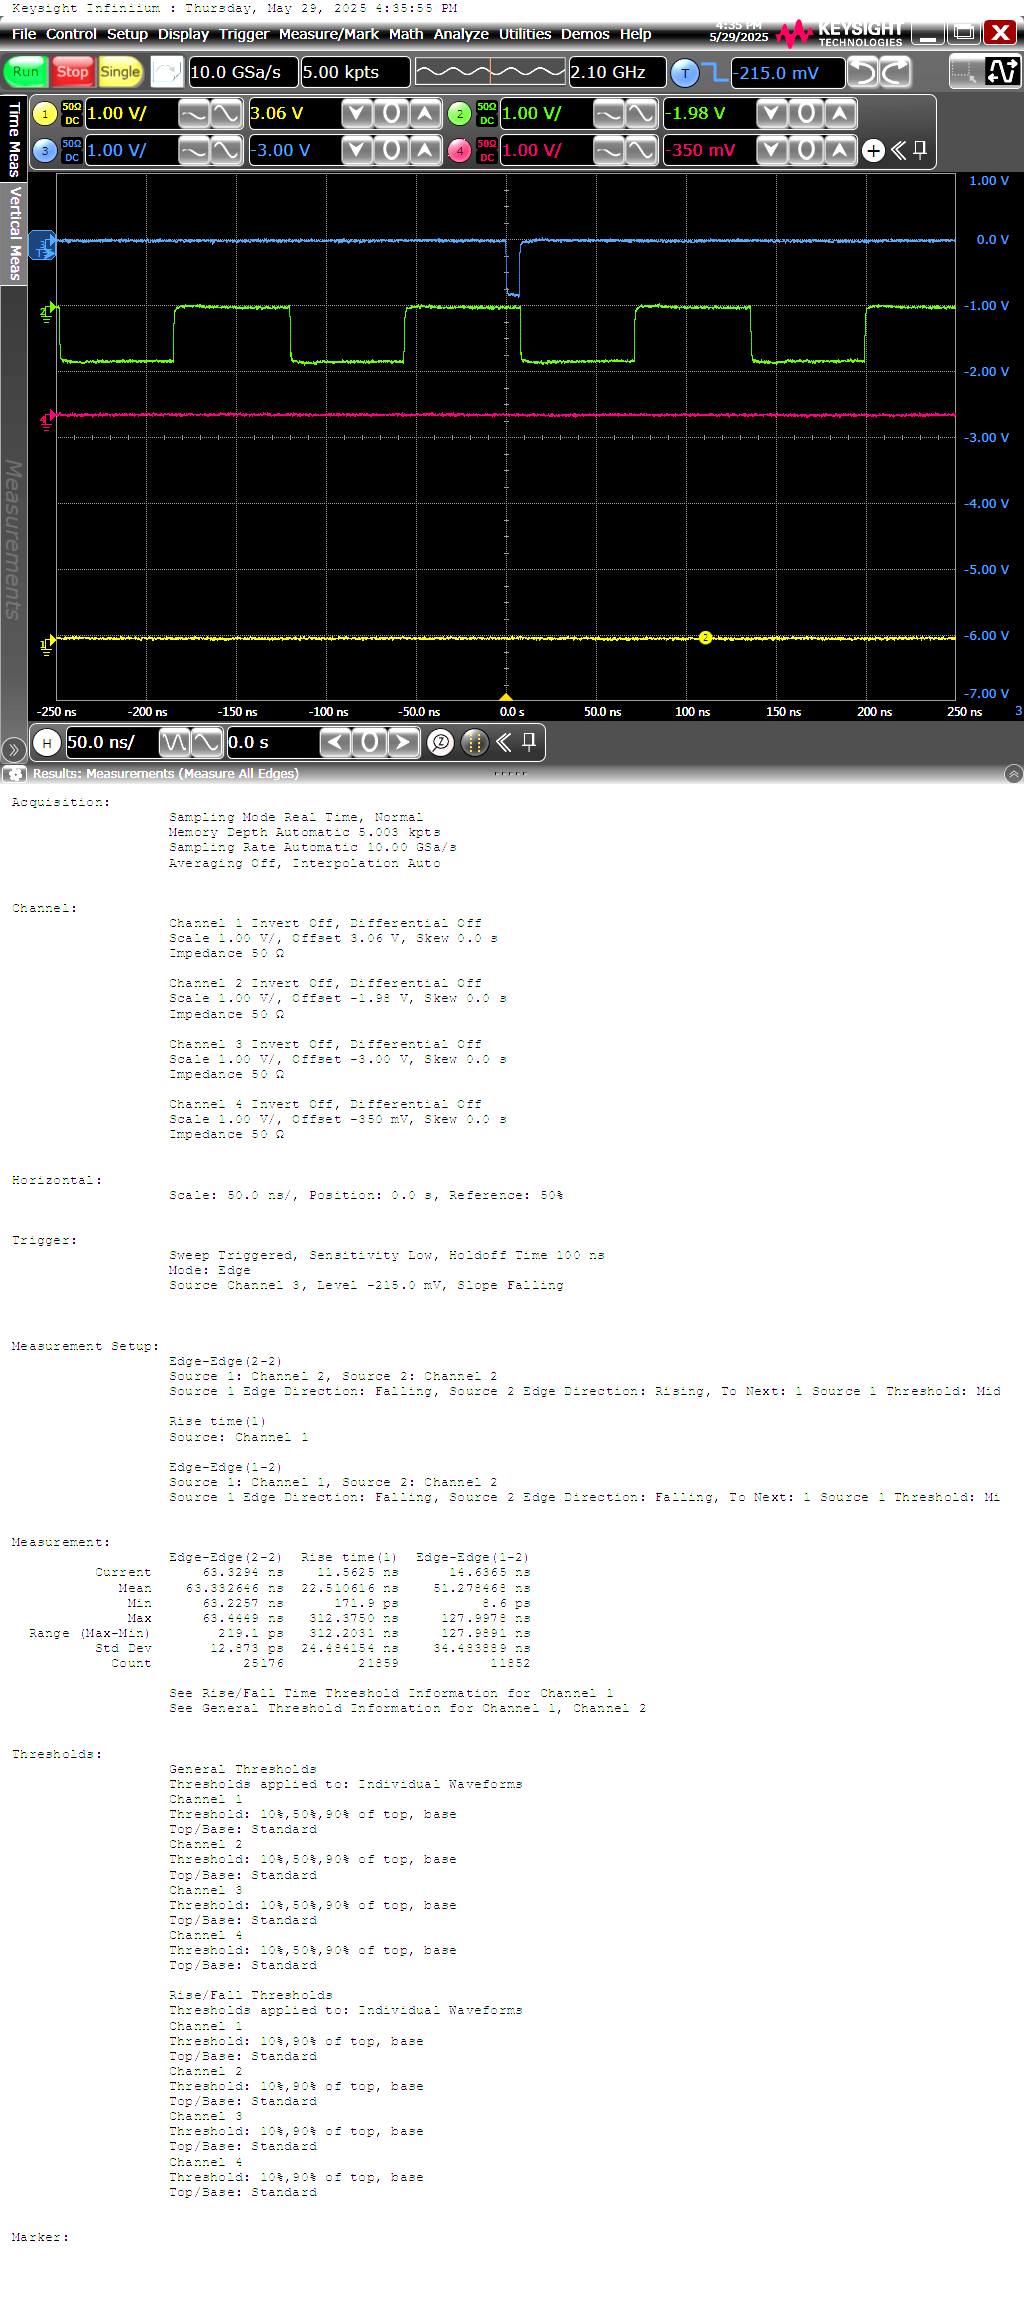 Keysight Infiniium : Thursday, May 29, 2025 4:35:55 PM
File Control Setup Display Trigger Measure/Mark Math Analyze Utilities Demos Help
4:35 PM
5/29/2025
KEYSIGHT
TECHNOLOGIES
Run Stop Single 10.0 GSa/s 5.00 kpts 2.10 GHz T -215.0 mV
1 50Ω DC 1.00 V/ 3.06 V 2 50Ω DC 1.00 V/ -1.98 V
3 50Ω DC 1.00 V/ -3.00 V 4 50Ω DC 1.00 V/ -350 mV
Time Meas
Vertical Meas
Measurements
1.00 V
0.0 V
-1.00 V
-2.00 V
-3.00 V
-4.00 V
-5.00 V
-6.00 V
-7.00 V
2
-250 ns -200 ns -150 ns -100 ns -50.0 ns 0.0 s 50.0 ns 100 ns 150 ns 200 ns 250 ns 3
H 50.0 ns/ 0.0 s
Results: Measurements (Measure All Edges)
Acquisition:
Sampling Mode Real Time, Normal
Memory Depth Automatic 5.003 kpts
Sampling Rate Automatic 10.00 GSa/s
Averaging Off, Interpolation Auto
Channel:
Channel 1 Invert Off, Differential Off
Scale 1.00 V/, Offset 3.06 V, Skew 0.0 s
Impedance 50 Ω
Channel 2 Invert Off, Differential Off
Scale 1.00 V/, Offset -1.98 V, Skew 0.0 s
Impedance 50 Ω
Channel 3 Invert Off, Differential Off
Scale 1.00 V/, Offset -3.00 V, Skew 0.0 s
Impedance 50 Ω
Channel 4 Invert Off, Differential Off
Scale 1.00 V/, Offset -350 mV, Skew 0.0 s
Impedance 50 Ω
Horizontal:
Scale: 50.0 ns/, Position: 0.0 s, Reference: 50%
Trigger:
Sweep Triggered, Sensitivity Low, Holdoff Time 100 ns
Mode: Edge
Source Channel 3, Level -215.0 mV, Slope Falling
Measurement Setup:
Edge-Edge(2-2)
Source 1: Channel 2, Source 2: Channel 2
Source 1 Edge Direction: Falling, Source 2 Edge Direction: Rising, To Next: 1 Source 1 Threshold: Mid
Rise time(1)
Source: Channel 1
Edge-Edge(1-2)
Source 1: Channel 1, Source 2: Channel 2
Source 1 Edge Direction: Falling, Source 2 Edge Direction: Falling, To Next: 1 Source 1 Threshold: Mi
Measurement:
Edge-Edge(2-2) Rise time(1) Edge-Edge(1-2)
Current 63.3294 ns 11.5625 ns 14.6365 ns
Mean 63.332646 ns 22.510616 ns 51.278468 ns
Min 63.2257 ns 171.9 ps 8.6 ps
Max 63.4449 ns 312.3750 ns 127.9978 ns
Range (Max-Min) 219.1 ps 312.2031 ns 127.9891 ns
Std Dev 12.873 ps 24.484154 ns 34.483889 ns
Count 25176 21859 11852
See Rise/Fall Time Threshold Information for Channel 1
See General Threshold Information for Channel 1, Channel 2
Thresholds:
General Thresholds
Thresholds applied to: Individual Waveforms
Channel 1
Threshold: 10%,50%,90% of top, base
Top/Base: Standard
Channel 2
Threshold: 10%,50%,90% of top, base
Top/Base: Standard
Channel 3
Threshold: 10%,50%,90% of top, base
Top/Base: Standard
Channel 4
Threshold: 10%,50%,90% of top, base
Top/Base: Standard
Rise/Fall Thresholds
Thresholds applied to: Individual Waveforms
Channel 1
Threshold: 10%,90% of top, base
Top/Base: Standard
Channel 2
Threshold: 10%,90% of top, base
Top/Base: Standard
Channel 3
Threshold: 10%,90% of top, base
Top/Base: Standard
Channel 4
Threshold: 10%,90% of top, base
Top/Base: Standard
Marker: